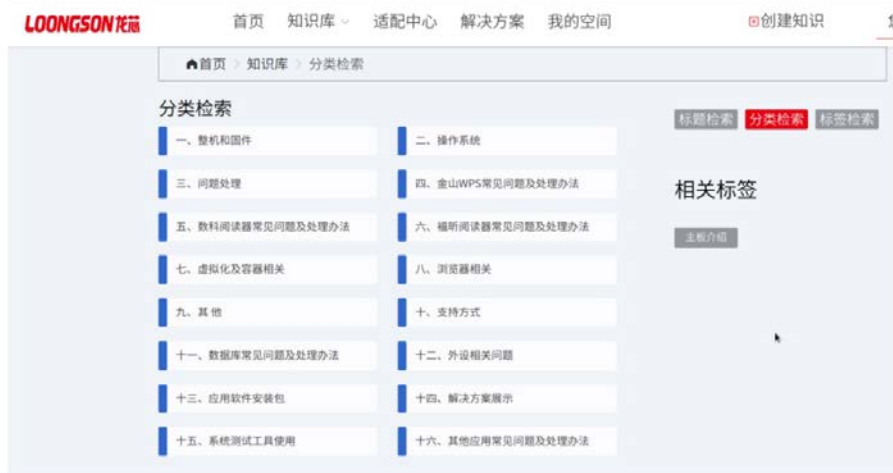 LOONGSON 龙芯 首页 知识库 适配中心 解决方案 我的空间 创建知识
首页 > 知识库 > 分类检索
分类检索
标题检索 分类检索 标签检索
一、整机和固件 二、操作系统
三、问题处理 四、金山WPS常见问题及处理办法
相关标签
五、数科阅读器常见问题及处理办法 六、福昕阅读器常见问题及处理办法
主板介绍
七、虚拟化及容器相关 八、浏览器相关
九、其他 十、支持方式
十一、数据库常见问题及处理办法 十二、外设相关问题
十三、应用软件安装包 十四、解决方案展示
十五、系统测试工具使用 十六、其他应用常见问题及处理办法